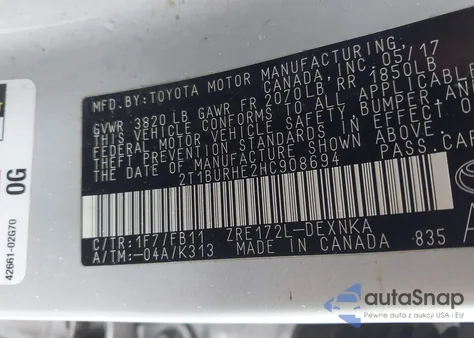 MFD.BY:TOYOTA MOTOR MANUFACTURING,
CANADA, INC. 05/17
GVWR 3820 LB GAWR FR 2020LB, RR 1850LB
THIS VEHICLE CONFORMS TO ALL APPLICABLE
FEDERAL MOTOR VEHICLE SAFETY, BUMPER, AND
THEFT PREVENTION STANDARDS IN EFFECT ON
THE DATE OF MANUFACTURE SHOWN ABOVE.
2T1BURHE2HC908694 PASS.CAR
C/TR:1F7/FB11 ZRE172L-DEXNKA
A/TM:-04A/K313 MADE IN CANADA 835
0G
42661-02G70
autoSnap
Pewne auta z USA i EU